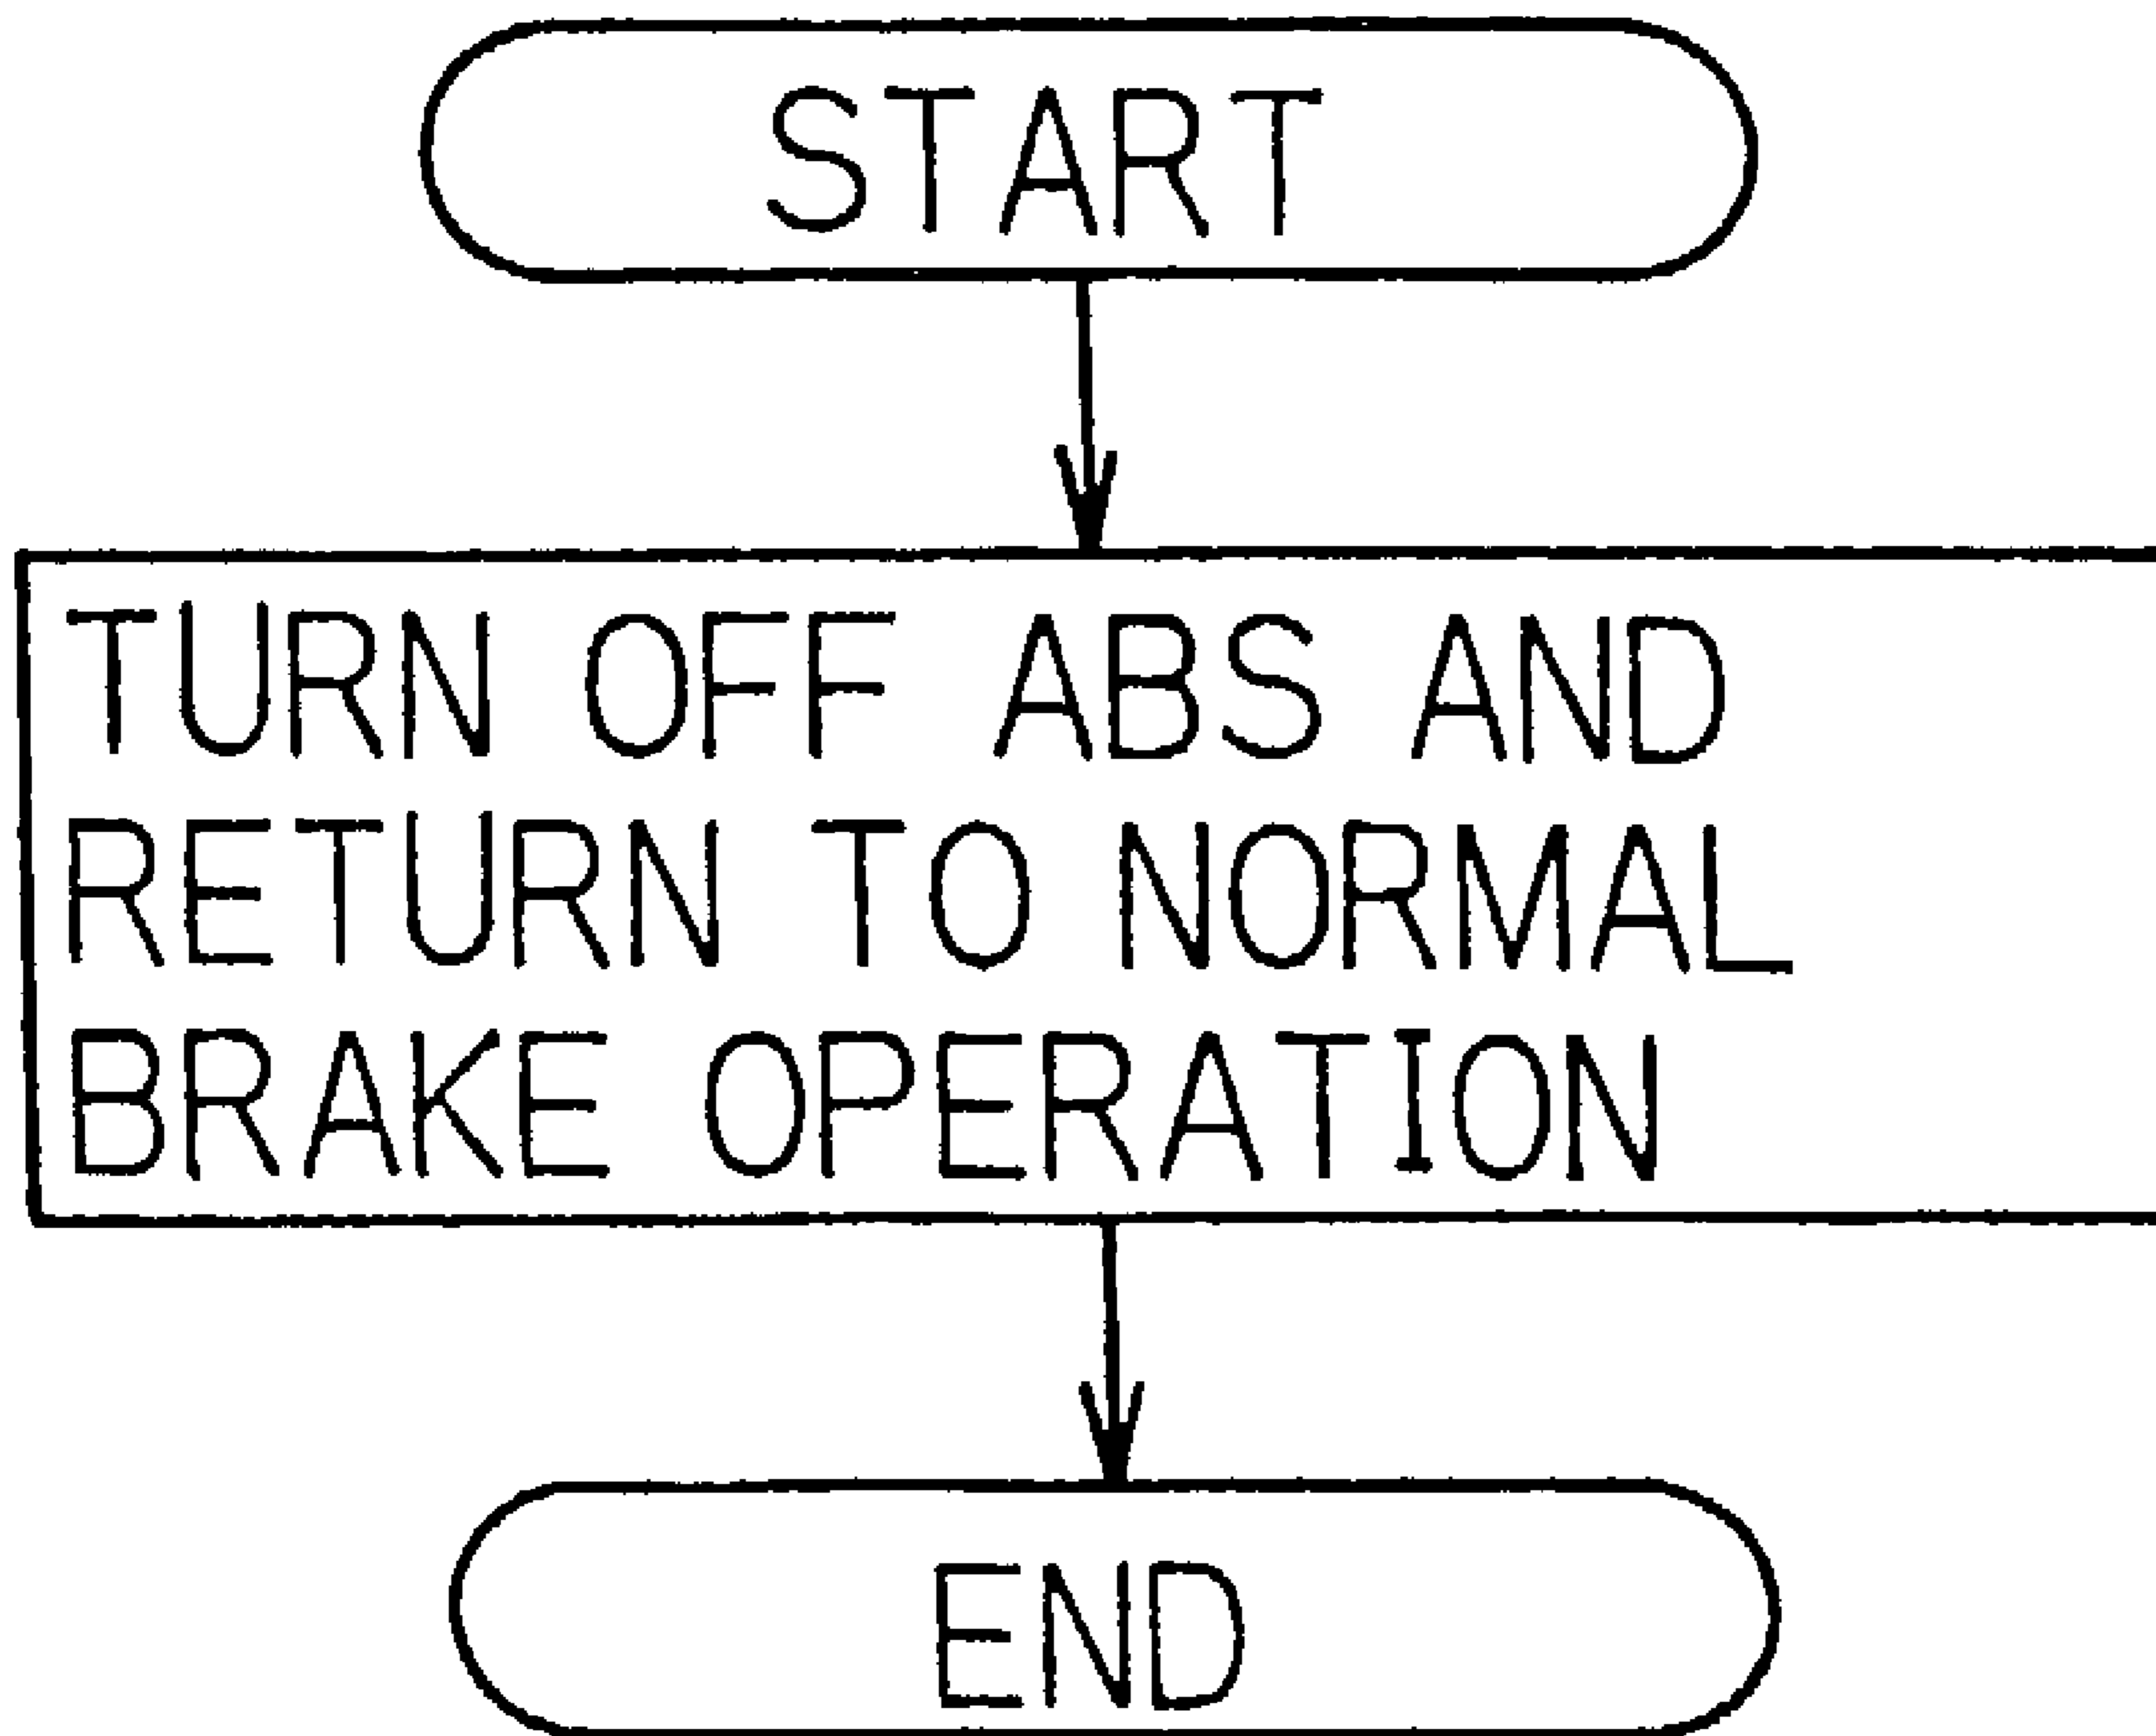 START
TURN OFF ABS AND
RETURN TO NORMAL
BRAKE OPERATION
END